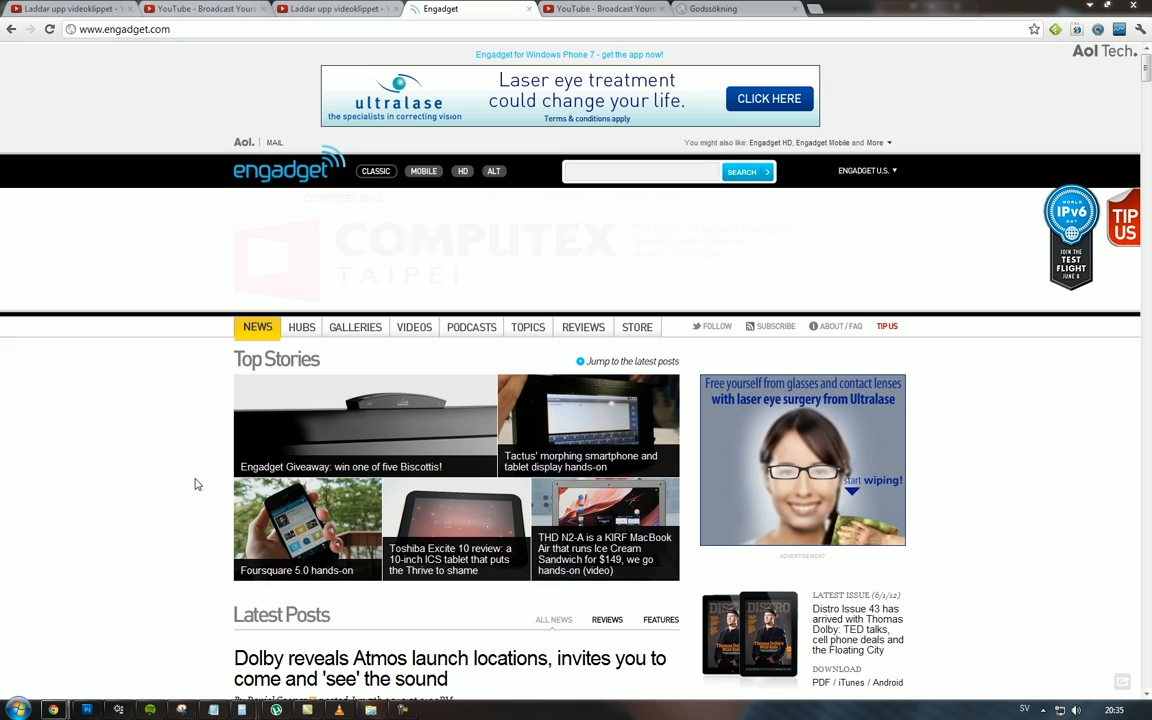 Laddar upp videoklippet -
YouTube - Broadcast Yours
Laddar upp videoklippet -
Engadget
YouTube - Broadcast Yours
Godssökning
www.engadget.com
Engadget for Windows Phone 7 - get the app now!
Aol Tech.
ultralase
the specialists in correcting vision
Laser eye treatment
could change your life.
Terms & conditions apply
CLICK HERE
Aol. | MAIL
You might also like: Engadget HD, Engadget Mobile and More
engadget
CLASSIC MOBILE HD ALT
SEARCH
ENGADGET U.S.
COMPUTEX
TAIPEI
WORLD
IPv6
DAY
JOIN THE
TEST
FLIGHT
JUNE 8
TIP
US
NEWS HUBS GALLERIES VIDEOS PODCASTS TOPICS REVIEWS STORE
FOLLOW SUBSCRIBE ABOUT / FAQ TIP US
Top Stories
Jump to the latest posts
Engadget Giveaway: win one of five Biscottis!
Tactus' morphing smartphone and
tablet display hands-on
Foursquare 5.0 hands-on
Toshiba Excite 10 review: a
10-inch ICS tablet that puts
the Thrive to shame
THD N2-A is a KIRF MacBook
Air that runs Ice Cream
Sandwich for $149, we go
hands-on (video)
Free yourself from glasses and contact lenses
with laser eye surgery from Ultralase
start wiping!
ADVERTISEMENT
Latest Posts
ALL NEWS REVIEWS FEATURES
Dolby reveals Atmos launch locations, invites you to
come and 'see' the sound
DISTRO
DISTRO
LATEST ISSUE (6/1/12)
Distro Issue 43 has
arrived with Thomas
Dolby: TED talks,
cell phone deals and
the Floating City
DOWNLOAD
PDF / iTunes / Android
SV
20:35